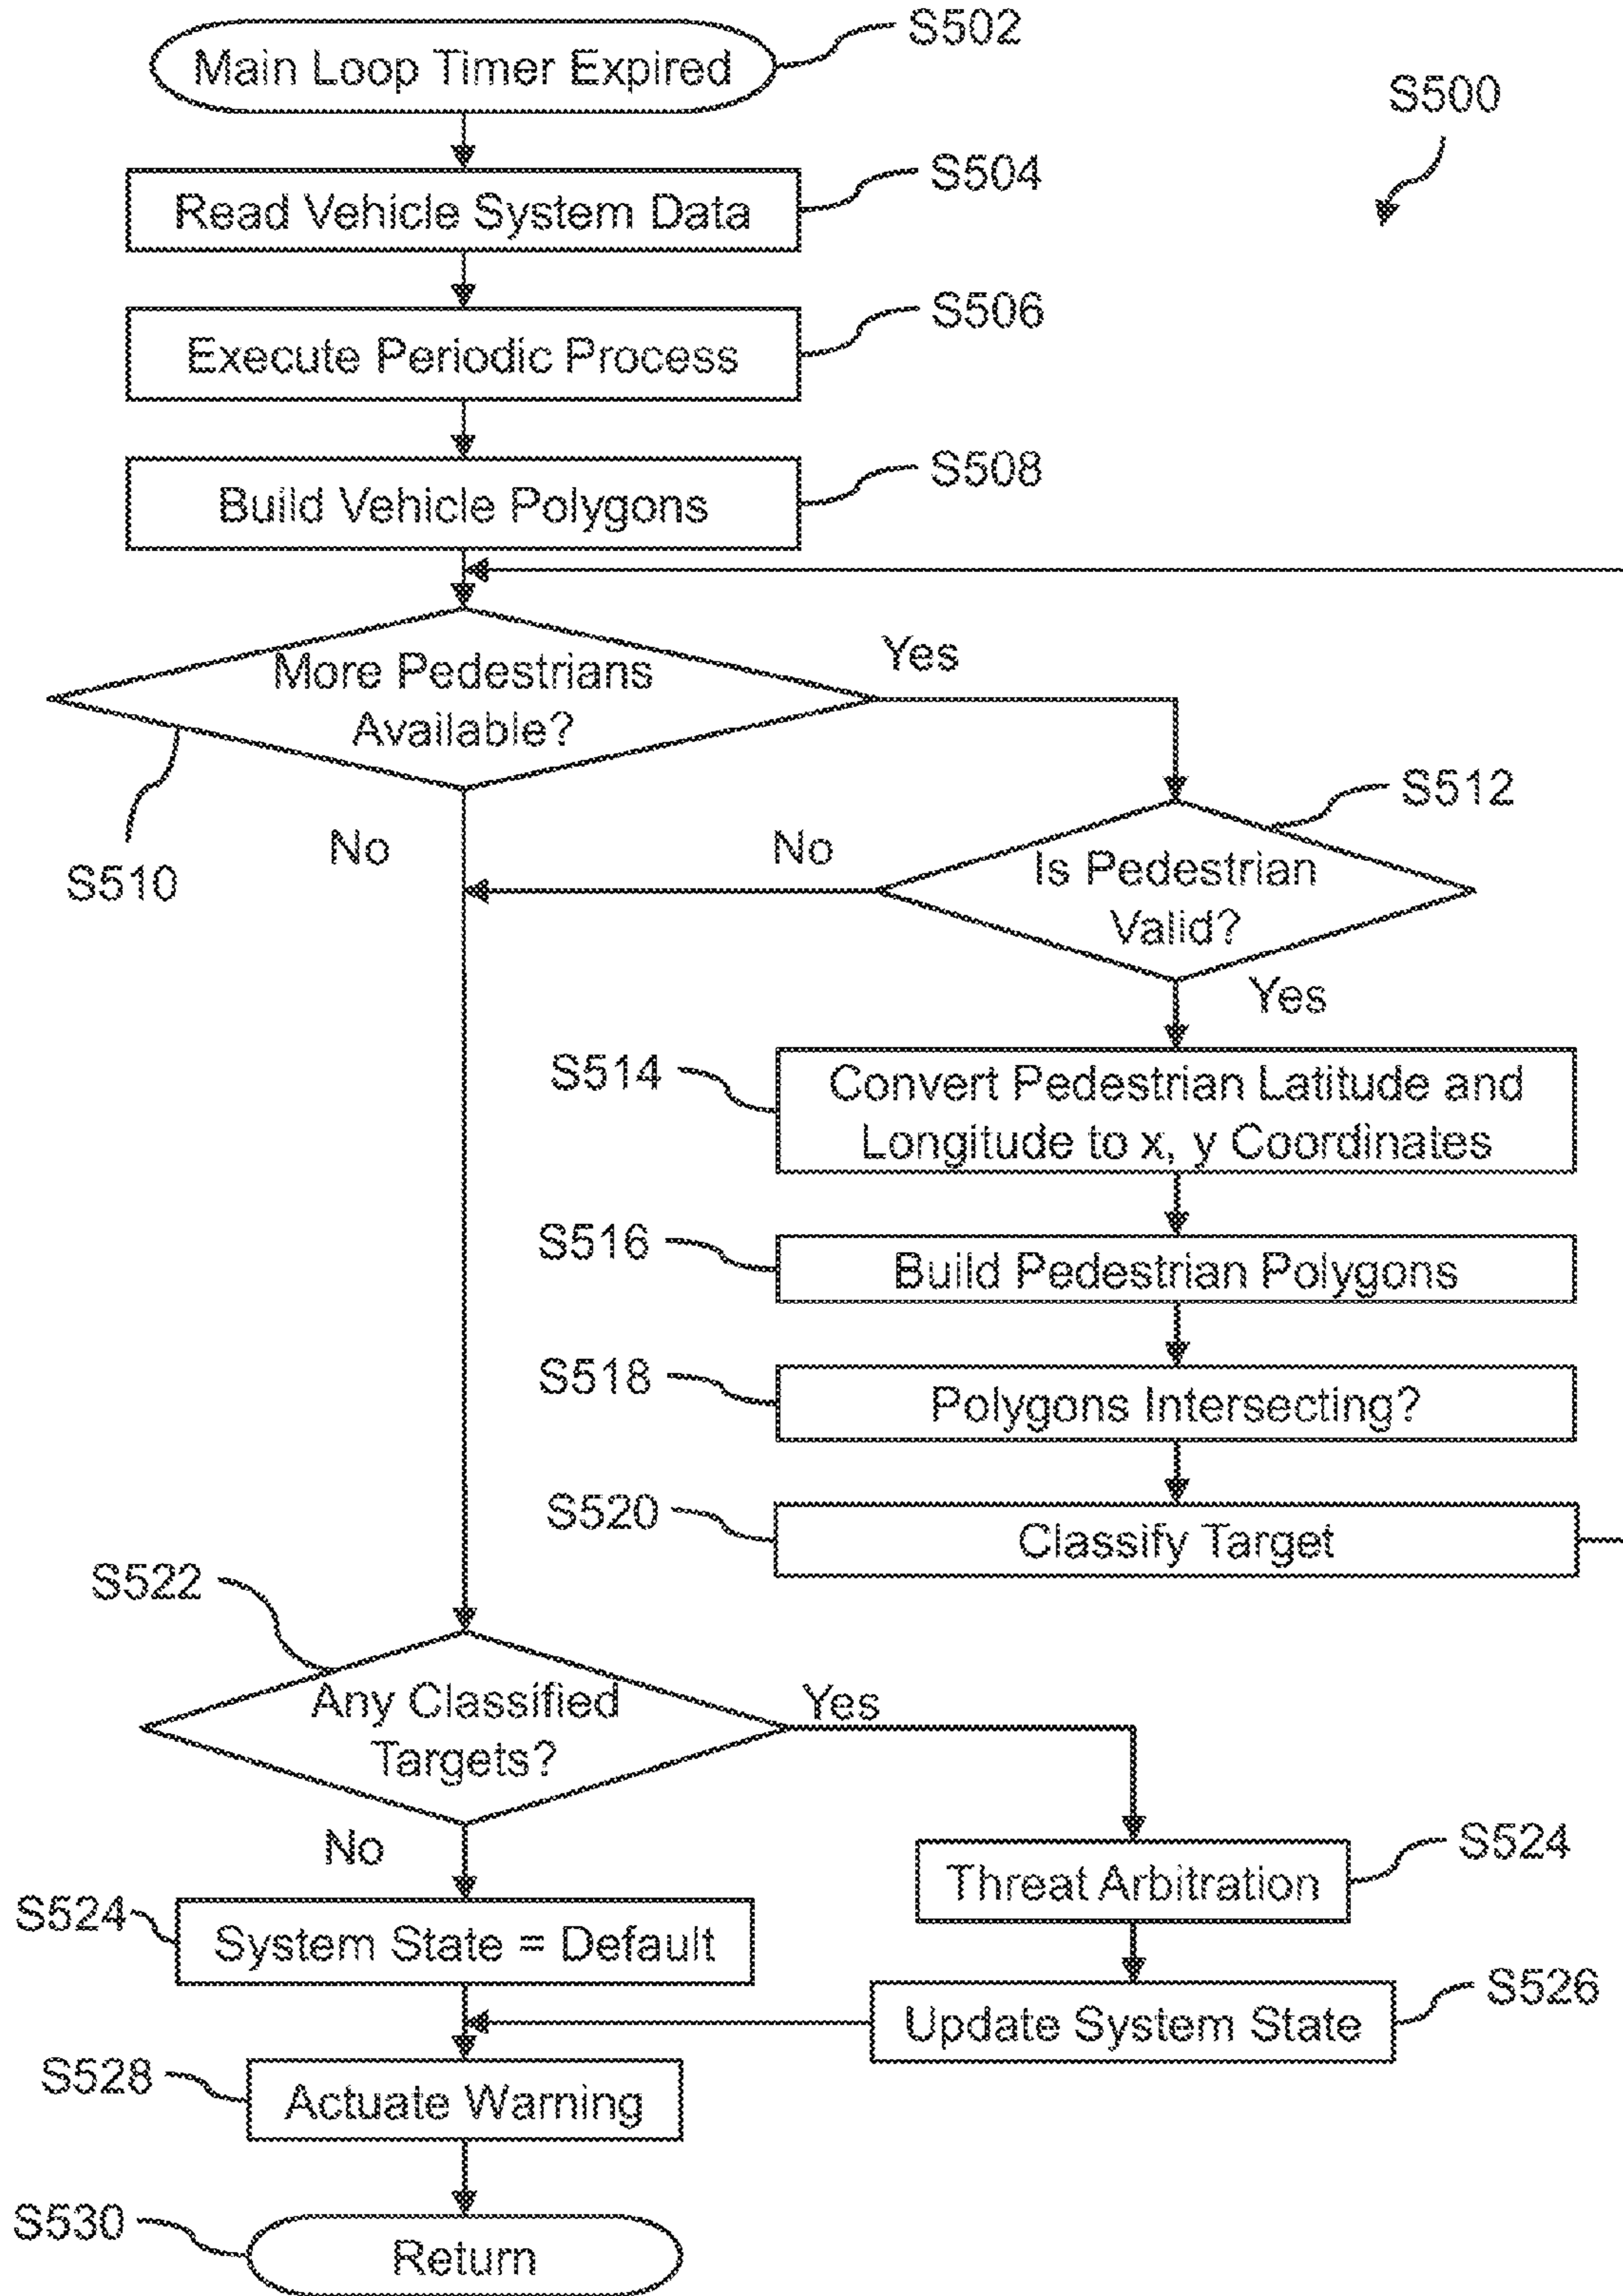 S502
Main Loop Timer Expired
S500
S504
Read Vehicle System Data
S506
Execute Periodic Process
S508
Build Vehicle Polygons
More Pedestrians
Available?
Yes
S510
No
S512
Is Pedestrian
Valid?
No
Yes
S514
Convert Pedestrian Latitude and
Longitude to x, y Coordinates
S516
Build Pedestrian Polygons
S518
Polygons Intersecting?
S520
Classify Target
S522
Any Classified
Targets?
Yes
No
S524
Threat Arbitration
S524
System State = Default
S526
Update System State
S528
Actuate Warning
S530
Return